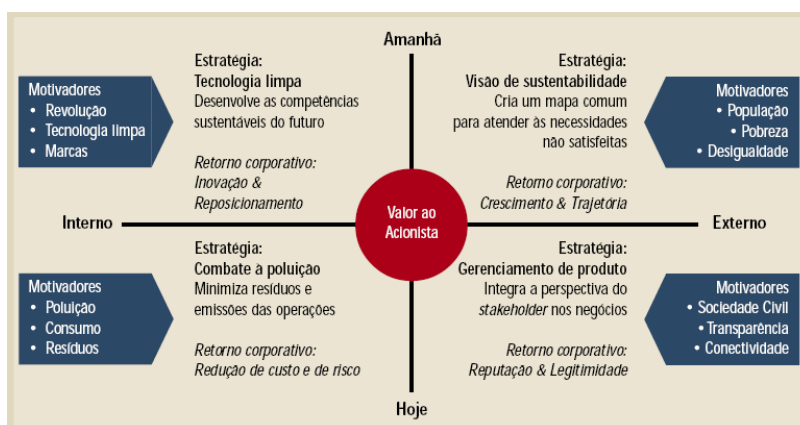 Amanhã
Motivadores
• Revolução
• Tecnologia limpa
• Marcas
Estratégia:
Tecnologia limpa
Desenvolve as competências
sustentáveis do futuro
Retorno corporativo:
Inovação &
Reposicionamento
Estratégia:
Visão de sustentabilidade
Cria um mapa comum
para atender às necessidades
não satisfeitas
Retorno corporativo:
Crescimento & Trajetória
Motivadores
• População
• Pobreza
• Desigualdade
Interno
Valor ao
Acionista
Externo
Motivadores
• Poluição
• Consumo
• Resíduos
Estratégia:
Combate à poluição
Minimiza resíduos e
emissões das operações
Retorno corporativo:
Redução de custo e de risco
Estratégia:
Gerenciamento de produto
Integra a perspectiva do
stakeholder nos negócios
Retorno corporativo:
Reputação & Legitimidade
Motivadores
• Sociedade Civil
• Transparência
• Conectividade
Hoje